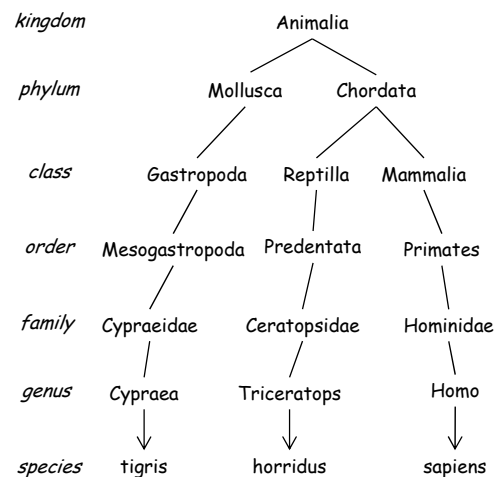 kingdom Animalia
phylum Mollusca Chordata
class Gastropoda Reptilla Mammalia
order Mesogastropoda Predentata Primates
family Cypraeidae Ceratopsidae Hominidae
genus Cypraea Triceratops Homo
species tigris horridus sapiens